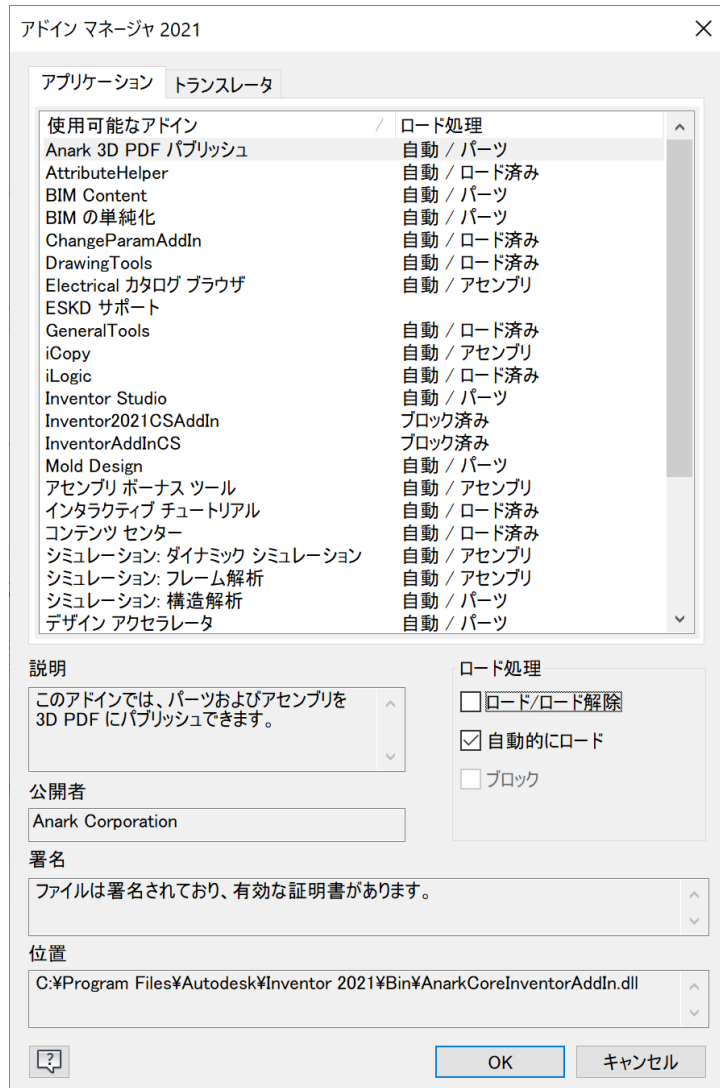 アドイン マネージャ 2021
アプリケーション トランスレータ
使用可能なアドイン / ロード処理
Anark 3D PDF パブリッシュ 自動 / パーツ
AttributeHelper 自動 / ロード済み
BIM Content 自動 / パーツ
BIM の単純化 自動 / パーツ
ChangeParamAddIn 自動 / ロード済み
DrawingTools 自動 / ロード済み
Electrical カタログ ブラウザ 自動 / アセンブリ
ESKD サポート
GeneralTools 自動 / ロード済み
iCopy 自動 / アセンブリ
iLogic 自動 / ロード済み
Inventor Studio 自動 / パーツ
Inventor2021CSAddIn ブロック済み
InventorAddInCS ブロック済み
Mold Design 自動 / パーツ
アセンブリ ボーナス ツール 自動 / アセンブリ
インタラクティブ チュートリアル 自動 / ロード済み
コンテンツ センター 自動 / ロード済み
シミュレーション: ダイナミック シミュレーション 自動 / アセンブリ
シミュレーション: フレーム解析 自動 / アセンブリ
シミュレーション: 構造解析 自動 / パーツ
デザイン アクセラレータ 自動 / パーツ
説明
このアドインでは、パーツおよびアセンブリを
3D PDF にパブリッシュできます。
ロード処理
ロード/ロード解除
自動的にロード
ブロック
公開者
Anark Corporation
署名
ファイルは署名されており、有効な証明書があります。
位置
C:¥Program Files¥Autodesk¥Inventor 2021¥Bin¥AnarkCoreInventorAddIn.dll
?
OK キャンセル